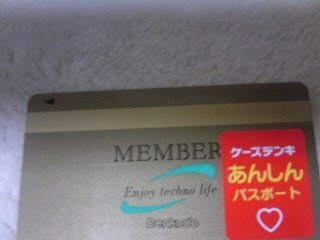 MEMBER
Enjoy techno life
Denkodo
ケーズデンキ
あんしん
パスポート